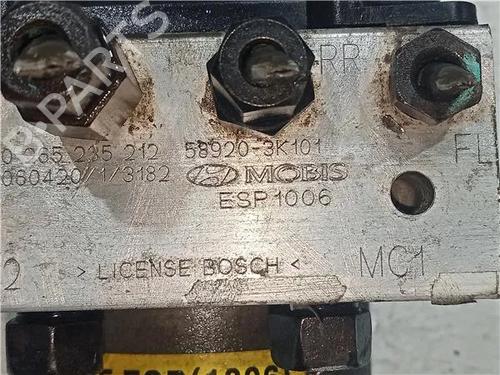 RR
0 265 235 212 58920-3K101
FL
060420//1/3182 MOBIS
ESP1006
2 > LICENSE BOSCH < MC1